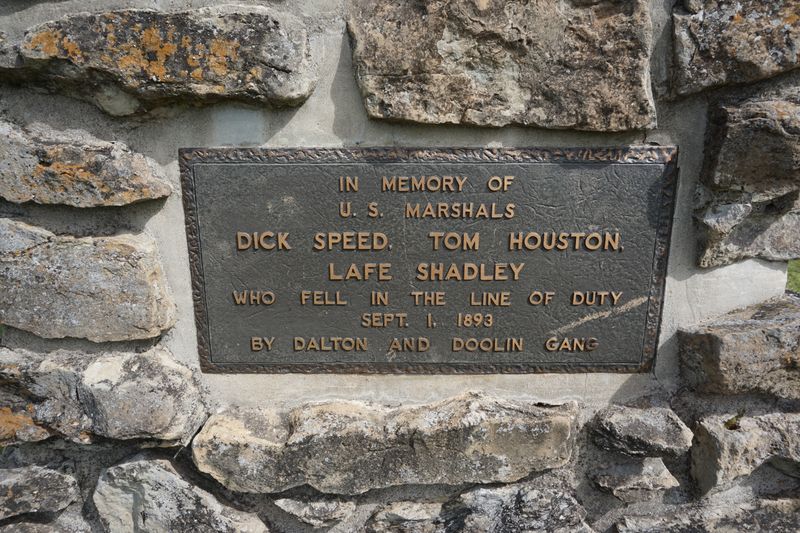 IN MEMORY OF
U. S. MARSHALS
DICK SPEED, TOM HOUSTON,
LAFE SHADLEY
WHO FELL IN THE LINE OF DUTY
SEPT. 1, 1893
BY DALTON AND DOOLIN GANG